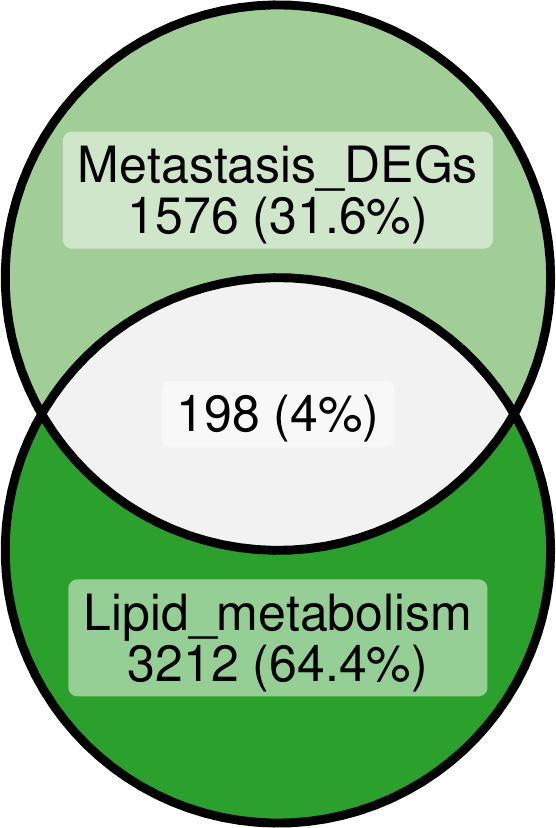 Metastasis_DEGs
1576 (31.6%)
198 (4%)
Lipid_metabolism
3212 (64.4%)